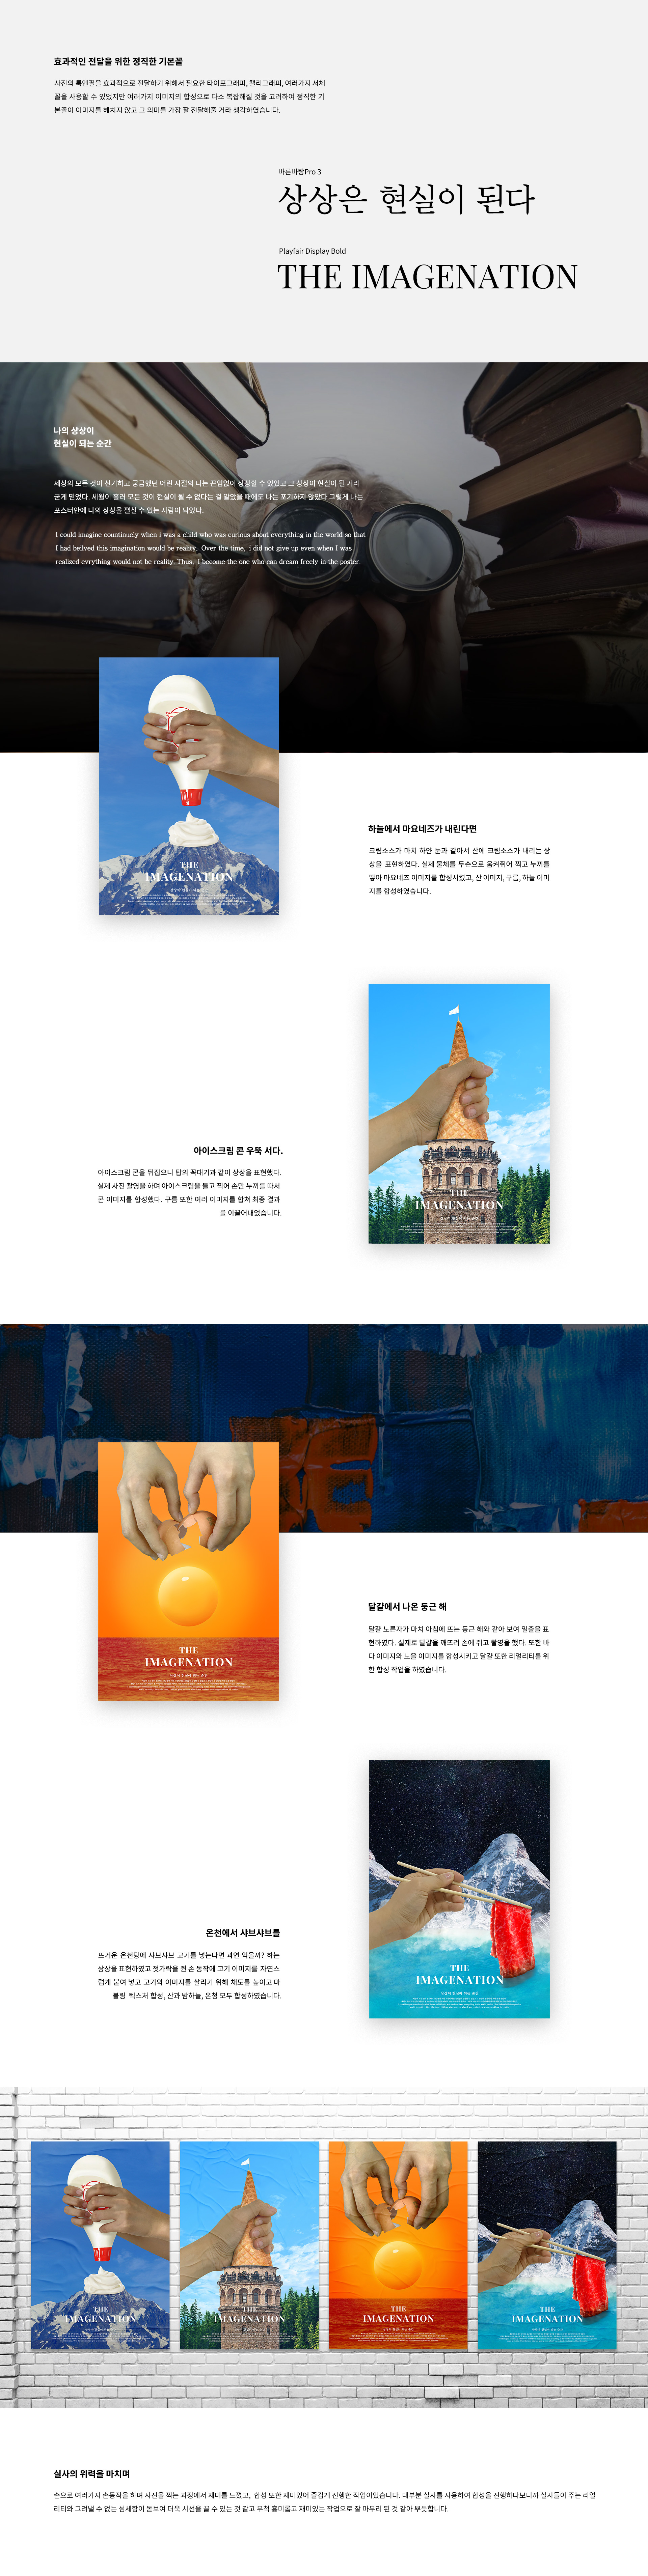 효과적인 전달을 위한 정직한 기본꼴
사진의 룩앤필을 효과적으로 전달하기 위해서 필요한 타이포그래피, 캘리그래피, 여러가지 서체
꼴을 사용할 수 있었지만 여러가지 이미지의 합성으로 다소 복잡해질 것을 고려하여 정직한 기
본꼴이 이미지를 헤치지 않고 그 의미를 가장 잘 전달해줄 거라 생각하였습니다.
바른바탕Pro 3
상상은 현실이 된다
Playfair Display Bold
THE IMAGENATION
나의 상상이
현실이 되는 순간
세상의 모든 것이 신기하고 궁금했던 어린 시절의 나는 끈임없이 상상할 수 있었고 그 상상이 현실이 될 거라
굳게 믿었다. 세월이 흘러 모든 것이 현실이 될 수 없다는 걸 알았을 때에도 나는 포기하지 않았다 그렇게 나는
포스터안에 나의 상상을 펼칠 수 있는 사람이 되었다.
I could imagine countinuely when i was a child who was curious about everything in the world so that
I had beilved this imagination would be reality. Over the time, i did not give up even when I was
realized evrything would not be reality. Thus, I become the one who can dream freely in the poster.
THE
IMAGENATION
하늘에서 마요네즈가 내린다면
크림소스가 마치 하얀 눈과 같아서 산에 크림소스가 내리는 상
상을 표현하였다. 실제 물체를 두손으로 움켜쥐어 찍고 누끼를
땋아 마요네즈 이미지를 합성시켰고, 산 이미지, 구름, 하늘 이미
지를 합성하였습니다.
THE
IMAGENATION
아이스크림 콘 우뚝 서다.
아이스크림 콘을 뒤집으니 탑의 꼭대기과 같이 상상을 표현했다.
실제 사진 촬영을 하며 아이스크림을 들고 찍어 손만 누끼를 따서
콘 이미지를 합성했다. 구름 또한 여러 이미지를 합쳐 최종 결과
를 이끌어내었습니다.
THE
IMAGENATION
달걀에서 나온 둥근 해
달걀 노른자가 마치 아침에 뜨는 둥근 해와 같아 보여 일출을 표
현하였다. 실제로 달걀을 깨뜨려 손에 쥐고 촬영을 했다. 또한 바
다 이미지와 노을 이미지를 합성시키고 달걀 또한 리얼리티를 위
한 합성 작업을 하였습니다.
THE
IMAGENATION
온천에서 샤브샤브를
뜨거운 온천탕에 샤브샤브 고기를 넣는다면 과연 익을까? 하는
상상을 표현하였고 젓가락을 쥔 손 동작에 고기 이미지를 자연스
럽게 붙여 넣고 고기의 이미지를 살리기 위해 채도를 높이고 마
블링 텍스처 합성, 산과 밤하늘, 온청 모두 합성하였습니다.
THE
IMAGENATION
THE
IMAGENATION
THE
IMAGENATION
THE
IMAGENATION
실사의 위력을 마치며
손으로 여러가지 손동작을 하며 사진을 찍는 과정에서 재미를 느꼈고, 합성 또한 재미있어 즐겁게 진행한 작업이었습니다. 대부분 실사를 사용하여 합성을 진행하다보니까 실사들이 주는 리얼
리티와 그려낼 수 없는 섬세함이 돋보여 더욱 시선을 끌 수 있는 것 같고 무척 흥미롭고 재미있는 작업으로 잘 마무리 된 것 같아 뿌듯합니다.